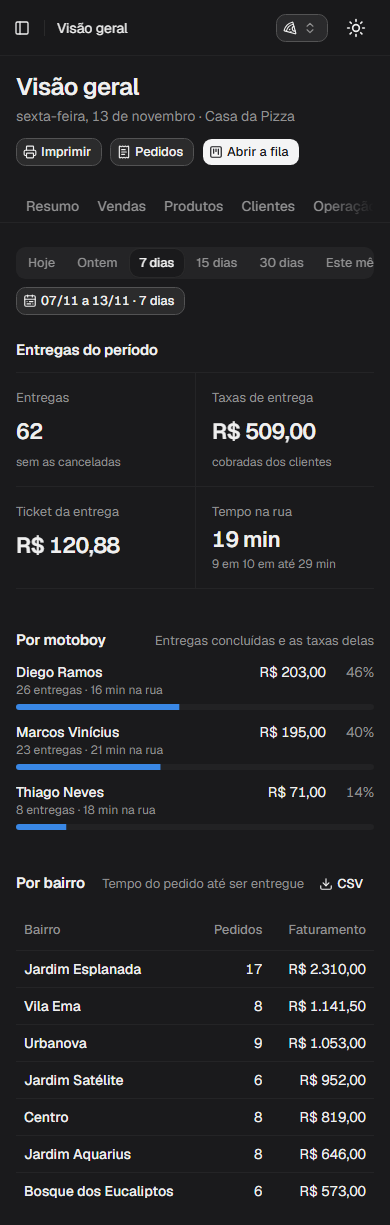 Visão geral
Visão geral
sexta-feira, 13 de novembro · Casa da Pizza
Imprimir Pedidos Abrir a fila
Resumo Vendas Produtos Clientes Operaçã
Hoje Ontem 7 dias 15 dias 30 dias Este mê
07/11 a 13/11 · 7 dias
Entregas do período
Entregas Taxas de entrega
62 R$ 509,00
sem as canceladas cobradas dos clientes
Ticket da entrega Tempo na rua
R$ 120,88 19 min
9 em 10 em até 29 min
Por motoboy Entregas concluídas e as taxas delas
Diego Ramos R$ 203,00 46%
26 entregas · 16 min na rua
Marcos Vinícius R$ 195,00 40%
23 entregas · 21 min na rua
Thiago Neves R$ 71,00 14%
8 entregas · 18 min na rua
Por bairro Tempo do pedido até ser entregue CSV
Bairro Pedidos Faturamento
Jardim Esplanada 17 R$ 2.310,00
Vila Ema 8 R$ 1.141,50
Urbanova 9 R$ 1.053,00
Jardim Satélite 6 R$ 952,00
Centro 8 R$ 819,00
Jardim Aquarius 8 R$ 646,00
Bosque dos Eucaliptos 6 R$ 573,00